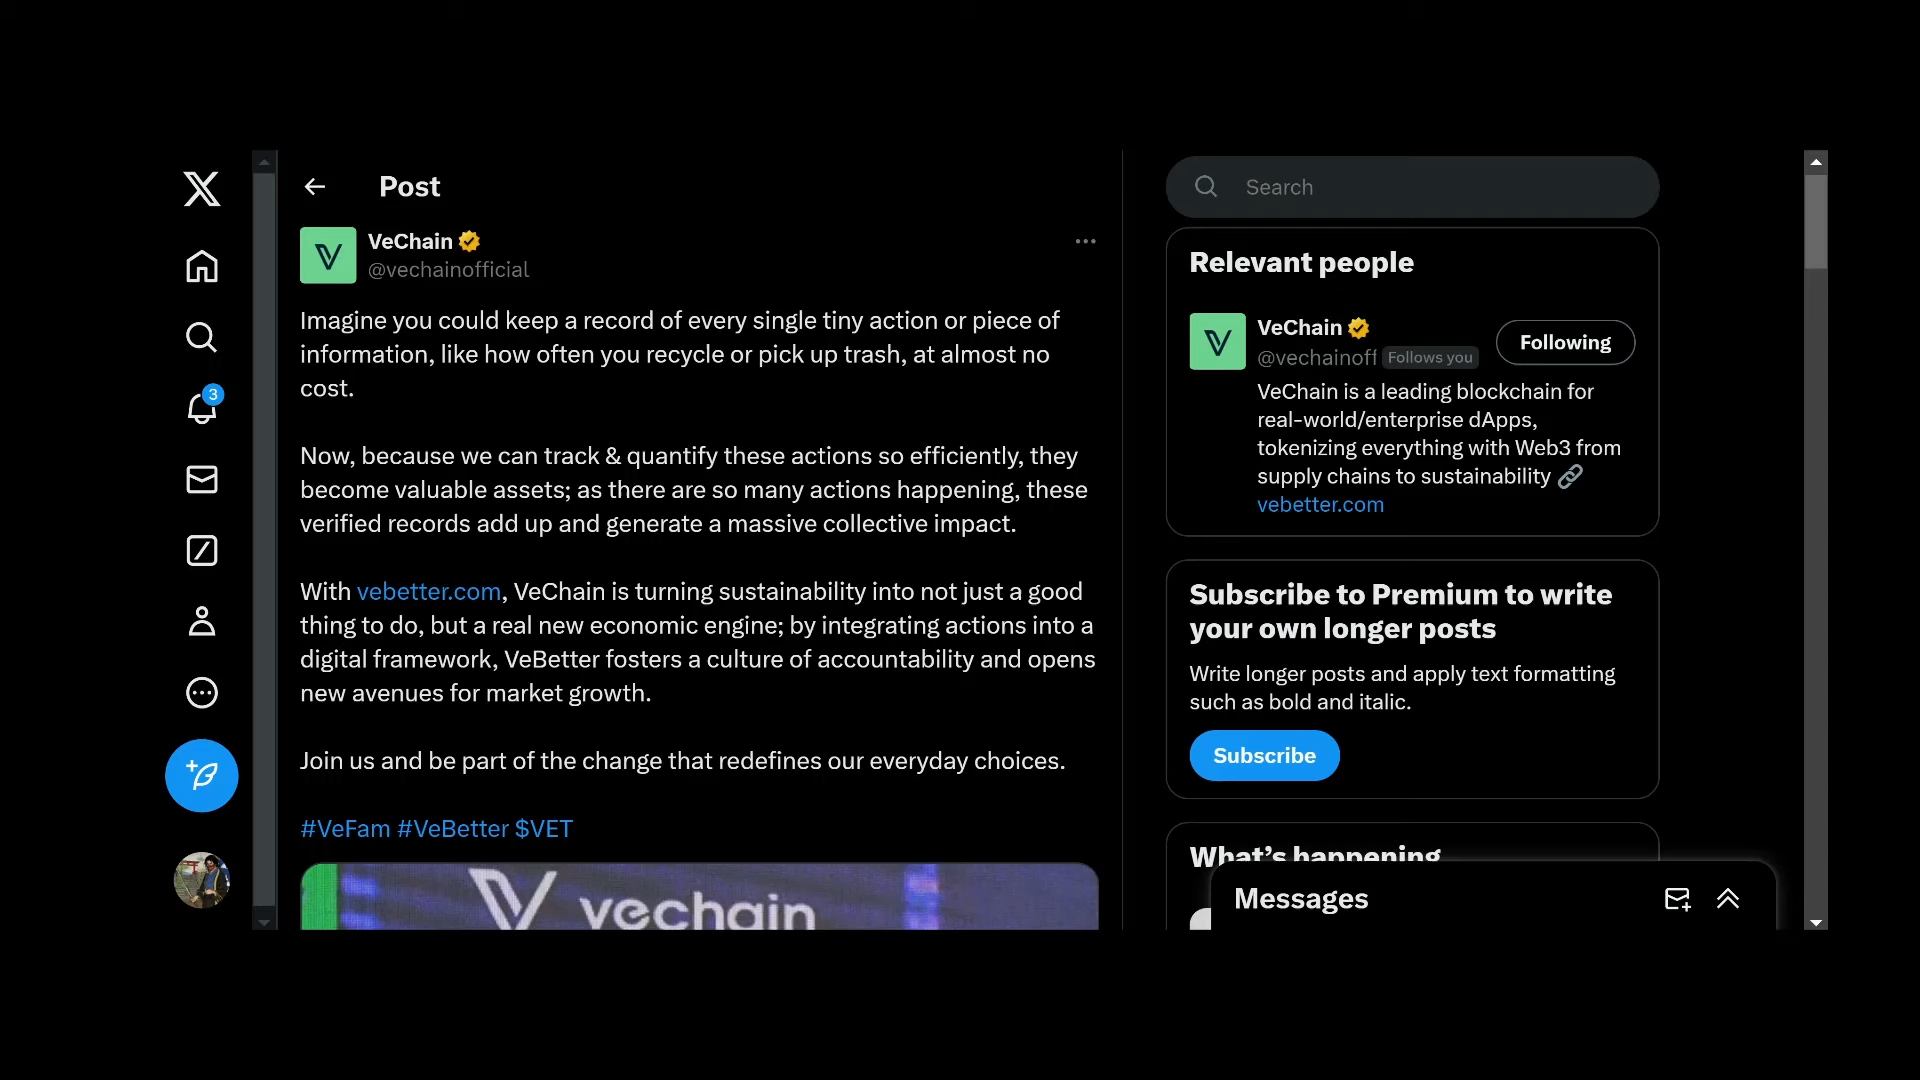 Post
VeChain
@vechainofficial
Imagine you could keep a record of every single tiny action or piece of
information, like how often you recycle or pick up trash, at almost no
cost.
Now, because we can track & quantify these actions so efficiently, they
become valuable assets; as there are so many actions happening, these
verified records add up and generate a massive collective impact.
With vebetter.com, VeChain is turning sustainability into not just a good
thing to do, but a real new economic engine; by integrating actions into a
digital framework, VeBetter fosters a culture of accountability and opens
new avenues for market growth.
Join us and be part of the change that redefines our everyday choices.
#VeFam #VeBetter $VET
vechain
3
Search
Relevant people
VeChain
@vechainoff Follows you
Following
VeChain is a leading blockchain for
real-world/enterprise dApps,
tokenizing everything with Web3 from
supply chains to sustainability 🔗
vebetter.com
Subscribe to Premium to write
your own longer posts
Write longer posts and apply text formatting
such as bold and italic.
Subscribe
What's happening
Messages